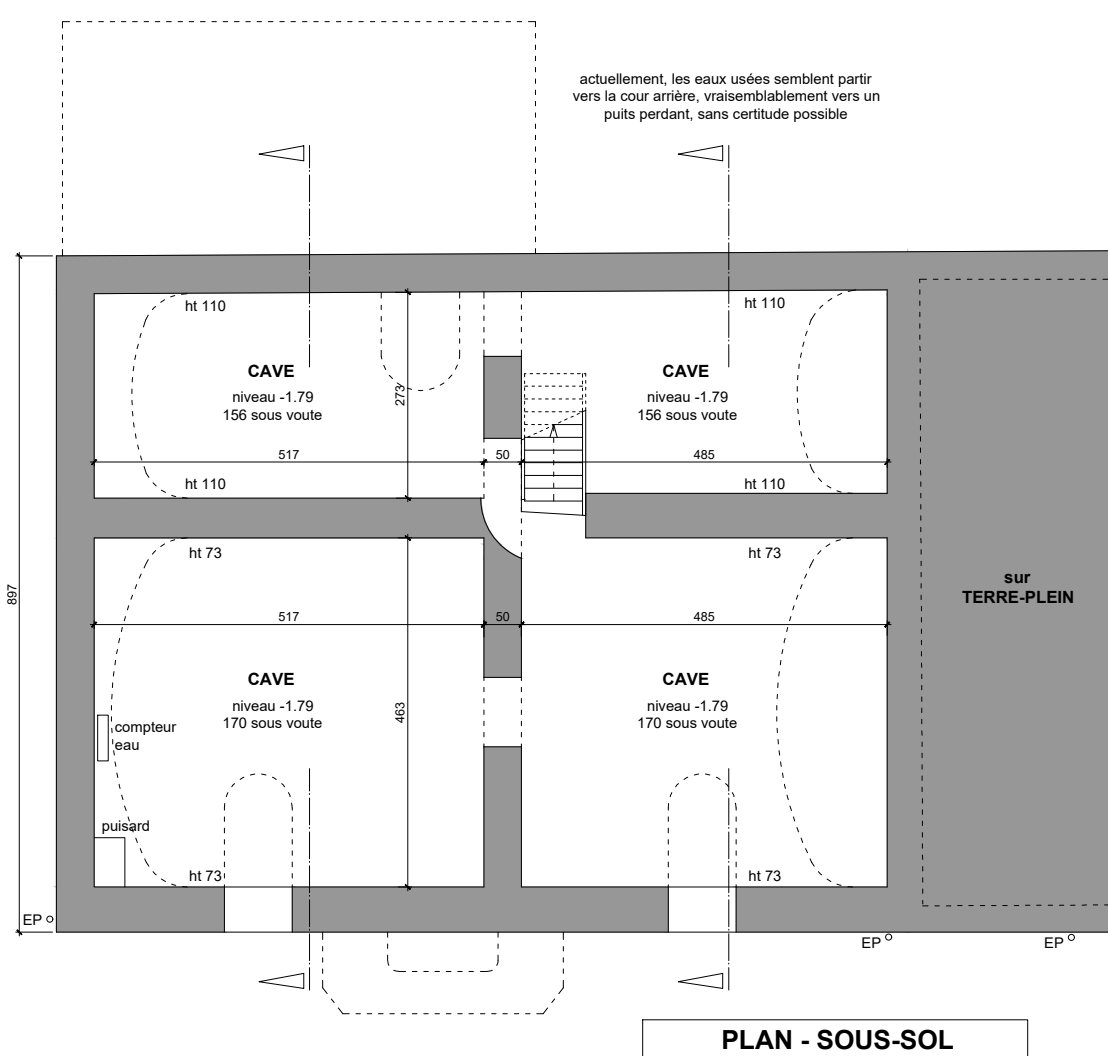 actuellement, les eaux usées semblent partir
vers la cour arrière, vraisemblablement vers un
puits perdant, sans certitude possible
ht 110
ht 110
CAVE
niveau -1.79
156 sous voute
273
CAVE
niveau -1.79
156 sous voute
517
50
485
ht 110
ht 110
ht 73
ht 73
897
sur
TERRE-PLEIN
517
50
485
CAVE
niveau -1.79
170 sous voute
463
CAVE
niveau -1.79
170 sous voute
compteur
eau
puisard
ht 73
ht 73
EP
EP
EP
PLAN - SOUS-SOL